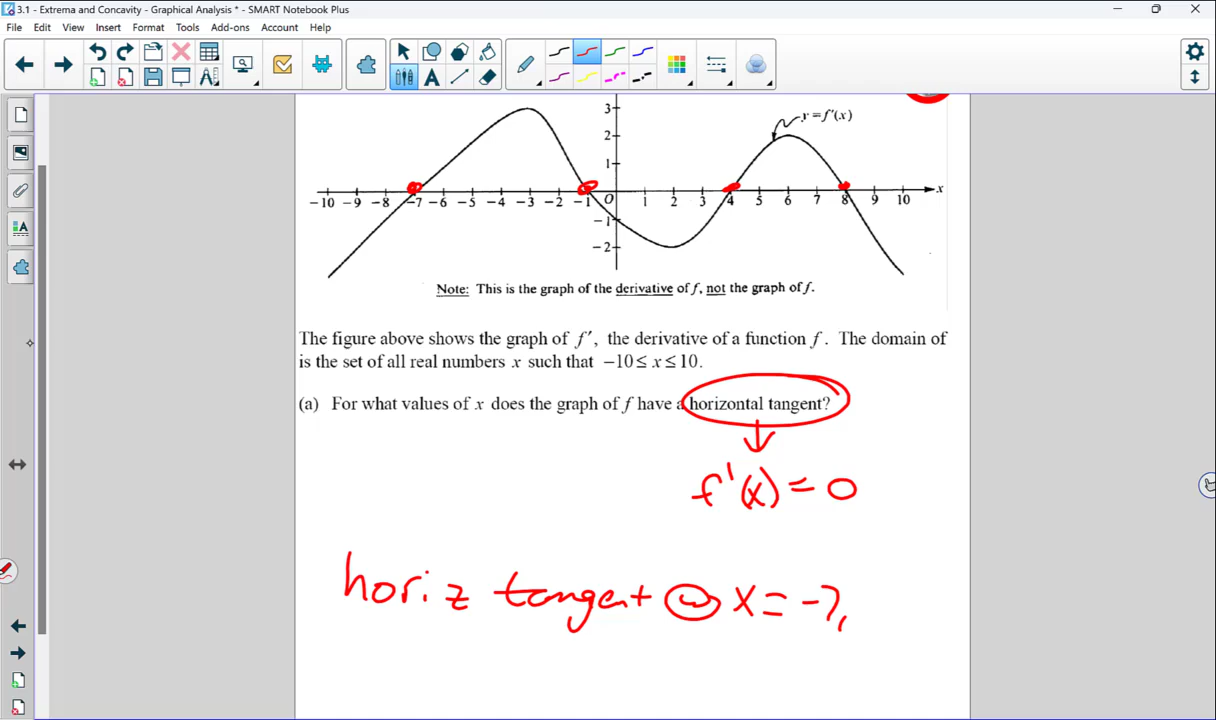 3.1 - Extrema and Concavity - Graphical Analysis * - SMART Notebook Plus
File Edit View Insert Format Tools Add-ons Account Help
3
y = f′(x)
2
1
x
−10 −9 −8 −7 −6 −5 −4 −3 −2 −1 O 1 2 3 4 5 6 7 8 9 10
−1
−2
Note: This is the graph of the derivative of f, not the graph of f.
The figure above shows the graph of f′, the derivative of a function f. The domain of
is the set of all real numbers x such that −10 ≤ x ≤ 10.
(a) For what values of x does the graph of f have a horizontal tangent?
f'(x) = 0
horiz tangent @ x = -7,